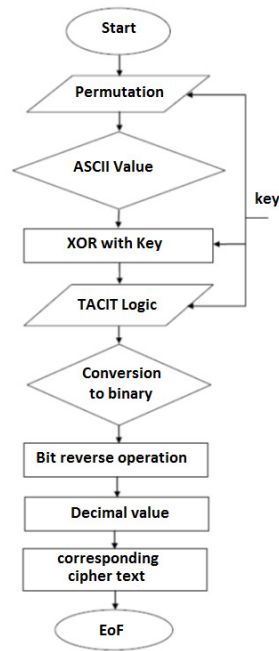 Start
Permutation
ASCII Value
key
XOR with Key
TACIT Logic
Conversion
to binary
Bit reverse operation
Decimal value
corresponding
cipher text
EoF